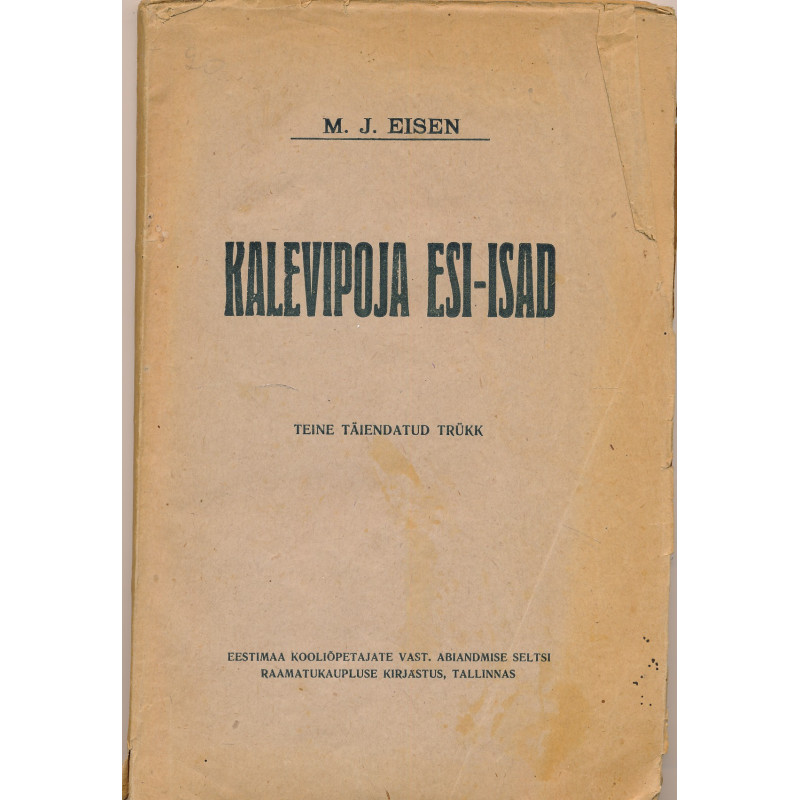 M. J. EISEN
KALEVIPOJA ESI-ISAD
TEINE TÄIENDATUD TRÜKK
EESTIMAA KOOLIÕPETAJATE VAST. ABIANDMISE SELTSI
RAAMATUKAUPLUSE KIRJASTUS, TALLINNAS